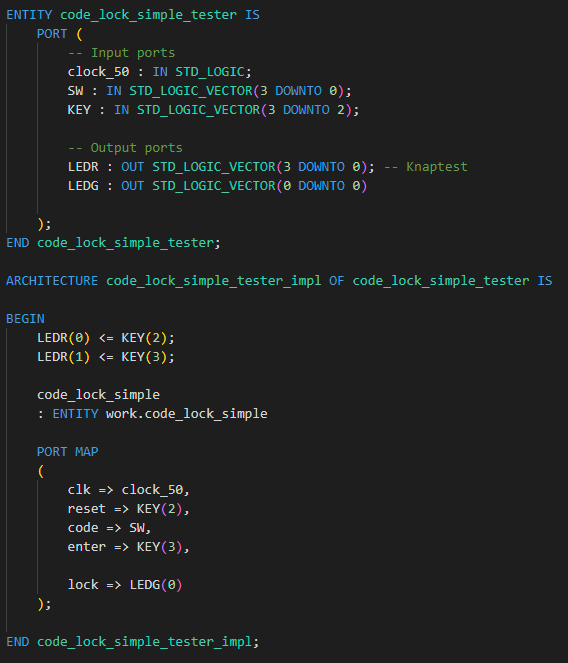 ENTITY code_lock_simple_tester IS
PORT (
-- Input ports
clock_50 : IN STD_LOGIC;
SW : IN STD_LOGIC_VECTOR(3 DOWNTO 0);
KEY : IN STD_LOGIC_VECTOR(3 DOWNTO 2);
-- Output ports
LEDR : OUT STD_LOGIC_VECTOR(3 DOWNTO 0); -- Knaptest
LEDG : OUT STD_LOGIC_VECTOR(0 DOWNTO 0)
);
END code_lock_simple_tester;
ARCHITECTURE code_lock_simple_tester_impl OF code_lock_simple_tester IS
BEGIN
LEDR(0) <= KEY(2);
LEDR(1) <= KEY(3);
code_lock_simple
: ENTITY work.code_lock_simple
PORT MAP
(
clk => clock_50,
reset => KEY(2),
code => SW,
enter => KEY(3),
lock => LEDG(0)
);
END code_lock_simple_tester_impl;